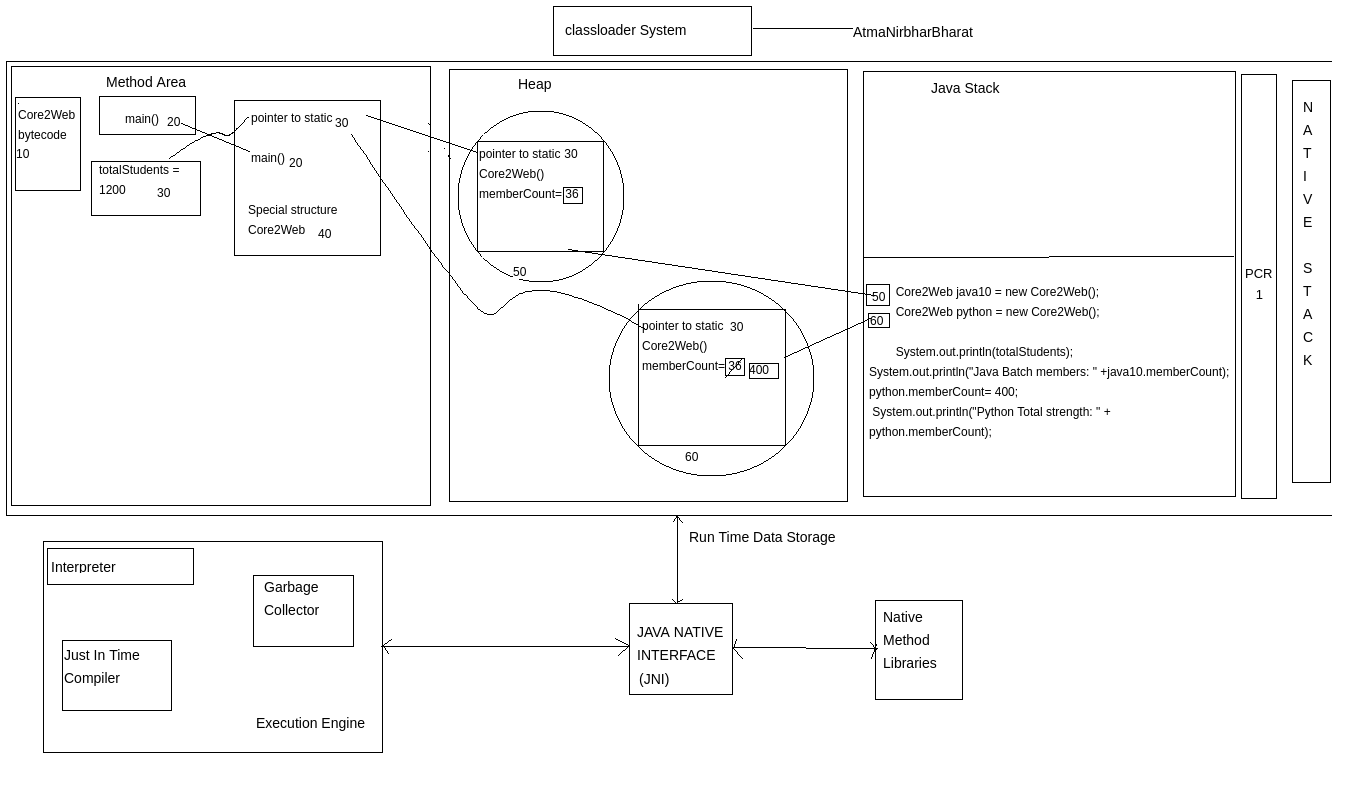 classloader System
AtmaNirbharBharat
Method Area
Core2Web
bytecode
10
main() 20
totalStudents =
1200 30
pointer to static 30
main() 20
Special structure
Core2Web 40
Heap
pointer to static 30
Core2Web()
memberCount= 36
50
pointer to static 30
Core2Web()
memberCount= 36 400
60
Java Stack
50 Core2Web java10 = new Core2Web();
60 Core2Web python = new Core2Web();
System.out.println(totalStudents);
System.out.println("Java Batch members: " +java10.memberCount);
python.memberCount= 400;
System.out.println("Python Total strength: " +
python.memberCount);
PCR
1
N
A
T
I
V
E
S
T
A
C
K
Run Time Data Storage
Interpreter
Garbage
Collector
Just In Time
Compiler
Execution Engine
JAVA NATIVE
INTERFACE
(JNI)
Native
Method
Libraries